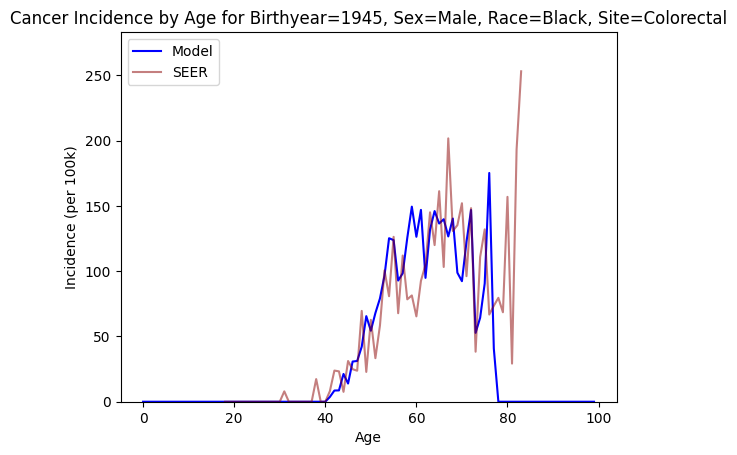 Cancer Incidence by Age for Birthyear=1945, Sex=Male, Race=Black, Site=Colorectal
Model
SEER
250
200
150
100
50
0
Incidence (per 100k)
0 20 40 60 80 100
Age